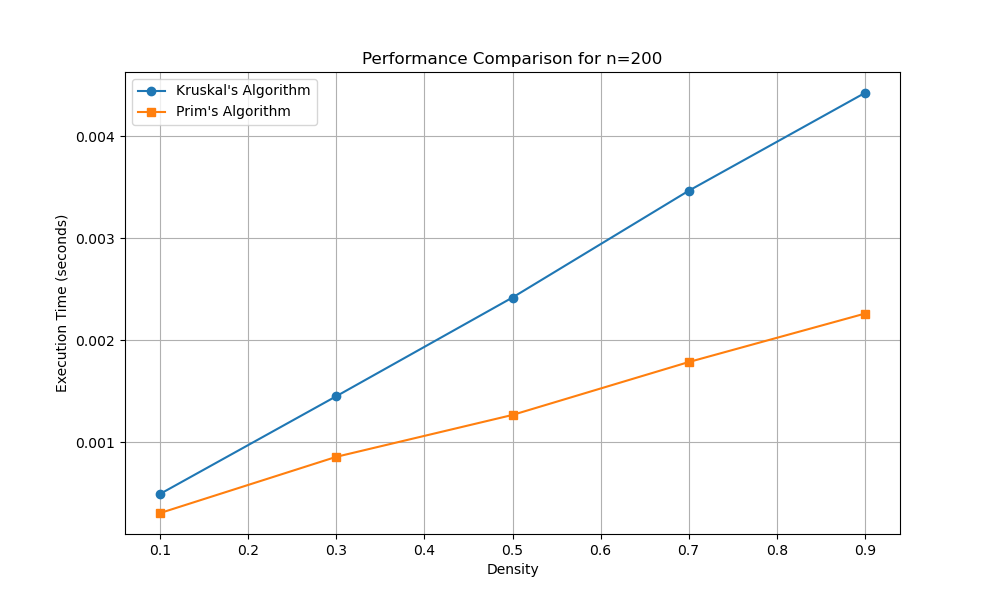 Performance Comparison for n=200
Kruskal's Algorithm
Prim's Algorithm
0.004
0.003
0.002
0.001
Execution Time (seconds)
0.1 0.2 0.3 0.4 0.5 0.6 0.7 0.8 0.9
Density